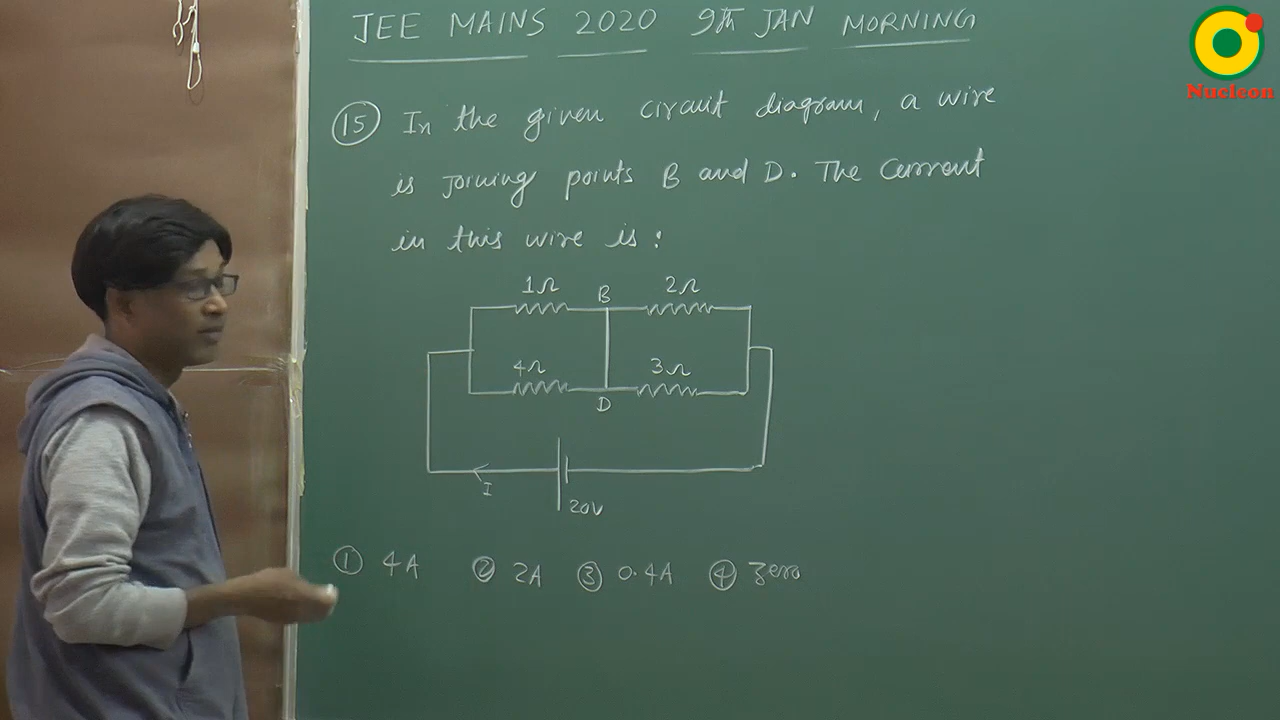 JEE MAINS 2020 9th JAN MORNING
Nucleon
15 In the given circuit diagram, a wire
is joining points B and D. The Current
in this wire is :
1Ω B 2Ω
4Ω 3Ω
D
I
20V
1 4A 2 2A 3 0.4A 4 zero